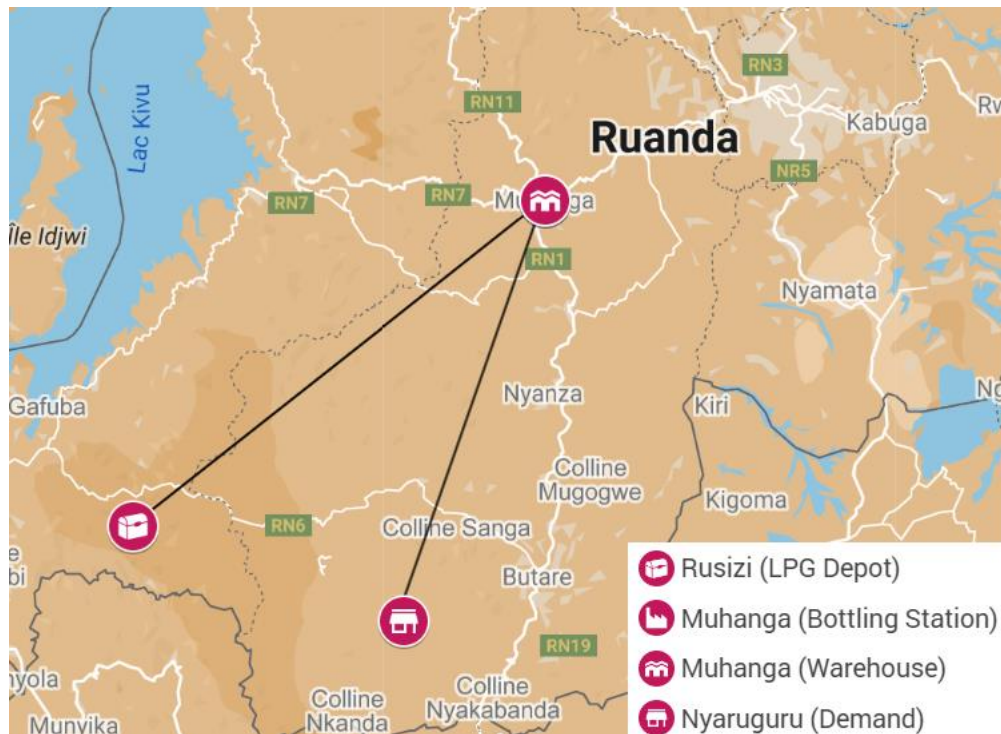 RN3
RN11
Ruanda
Kabuga
Lac Kivu
NR5
RN7
RN7
Île Idjwi
RN1
Nyamata
Nyanza
Gafuba
Kiri
Colline
Mugogwe
Kigoma
RN6
Colline Sanga
Butare
RN19
Colline
Nkanda
Colline
Nyakabanda
Munyika
Rusizi (LPG Depot)
Muhanga (Bottling Station)
Muhanga (Warehouse)
Nyaruguru (Demand)